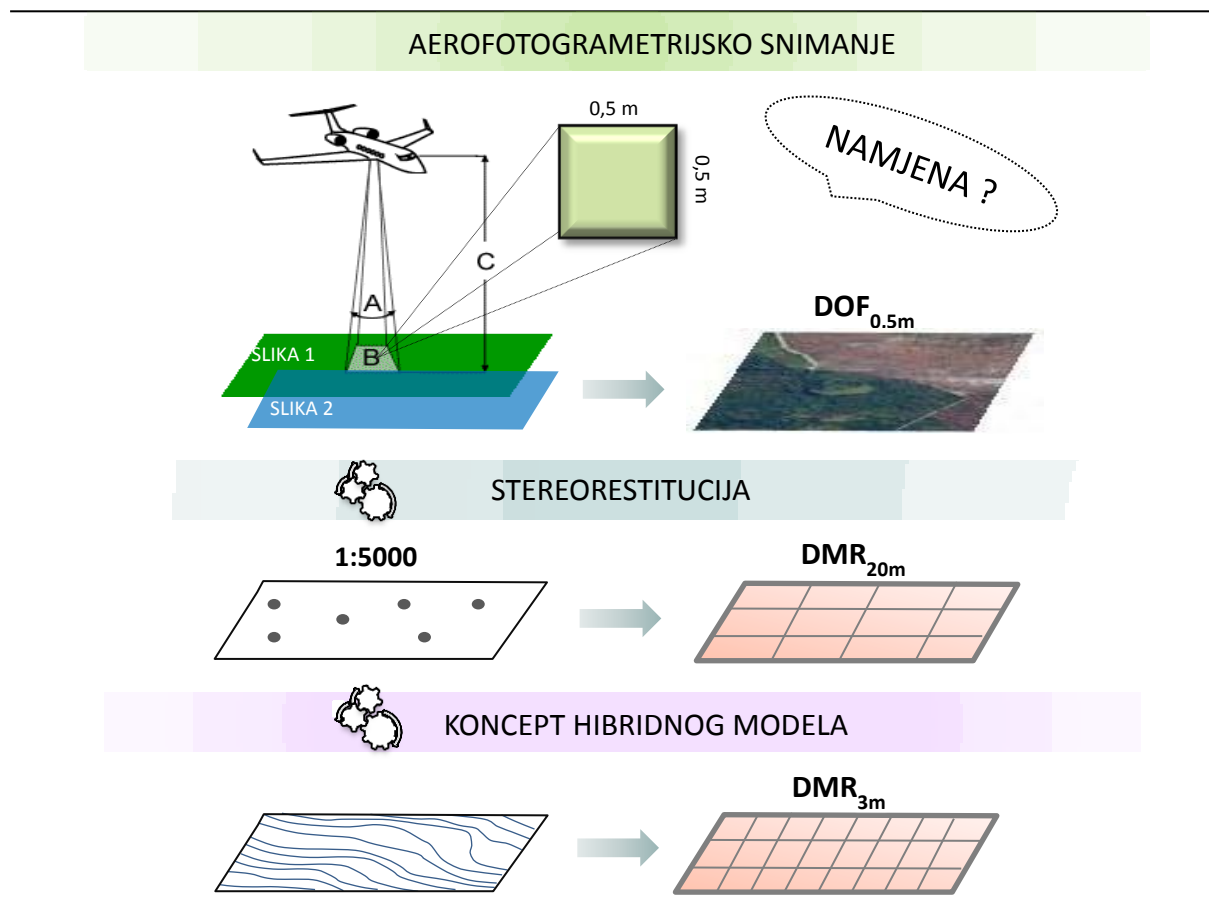 AEROFOTOGRAMETRIJSKO SNIMANJE
0,5 m
0,5 m
NAMJENA ?
C
A
B
SLIKA 1
SLIKA 2
DOF0.5m
STEREORESTITUCIJA
1:5000
DMR20m
KONCEPT HIBRIDNOG MODELA
DMR3m